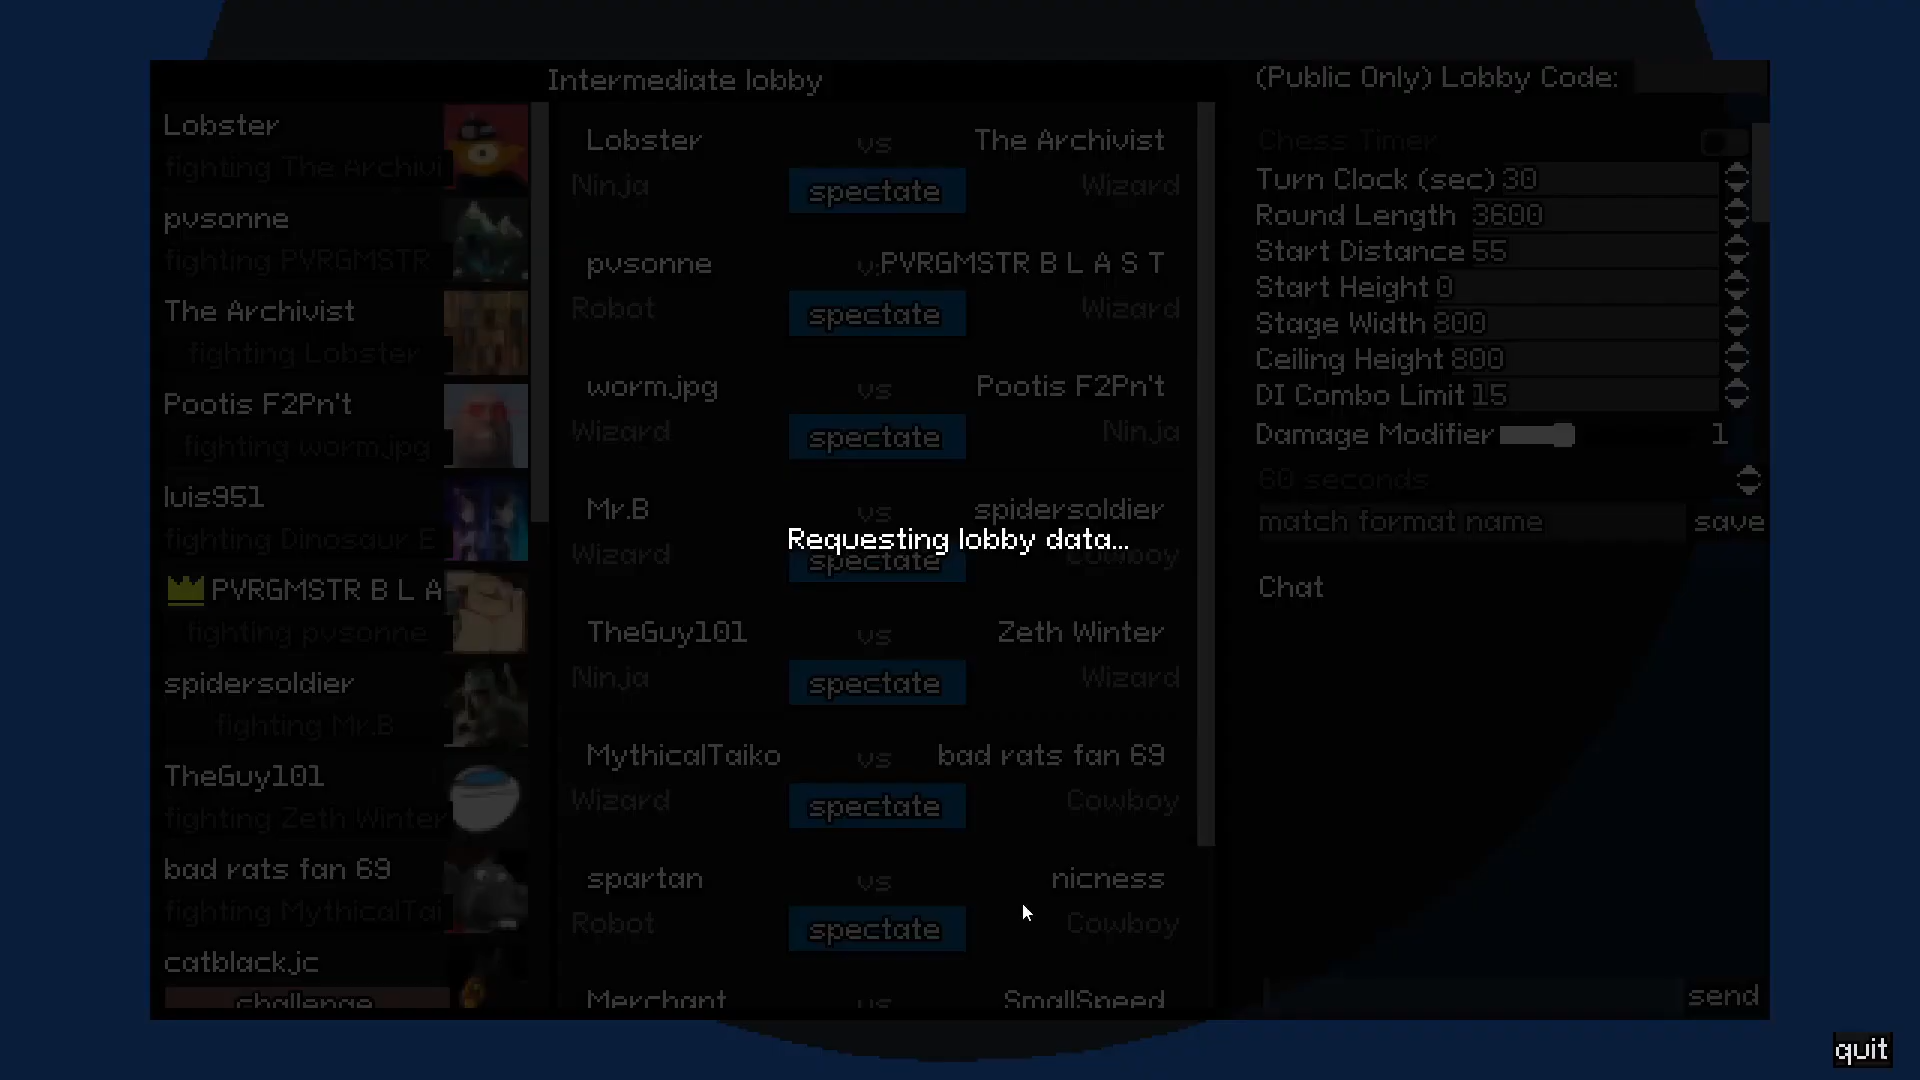 Intermediate lobby
(Public Only) Lobby Code:
Lobster
fighting The Archivi
pvsonne
fighting PVRGMSTR
The Archivist
fighting Lobster
Pootis F2Pn't
fighting worm.jpg
luis951
fighting Dinosaur E
PVRGMSTR B L A
fighting pvsonne
spidersoldier
fighting Mr.B
TheGuy101
fighting Zeth Winter
bad rats fan 69
fighting MythicalTai
catblack.jc
challenge
Lobster vs The Archivist
Ninja spectate Wizard
pvsonne v: PVRGMSTR B L A S T
Robot spectate Wizard
worm.jpg vs Pootis F2Pn't
Wizard spectate Ninja
Mr.B vs spidersoldier
Requesting lobby data...
Wizard spectate Cowboy
TheGuy101 vs Zeth Winter
Ninja spectate Wizard
MythicalTaiko vs bad rats fan 69
Wizard spectate Cowboy
spartan vs nicness
Robot spectate Cowboy
Merchant vs SmallSpeed
Chess Timer
Turn Clock (sec) 30
Round Length 3600
Start Distance 55
Start Height 0
Stage Width 800
Ceiling Height 800
DI Combo Limit 15
Damage Modifier 1
60 seconds
match format name save
Chat
send
quit